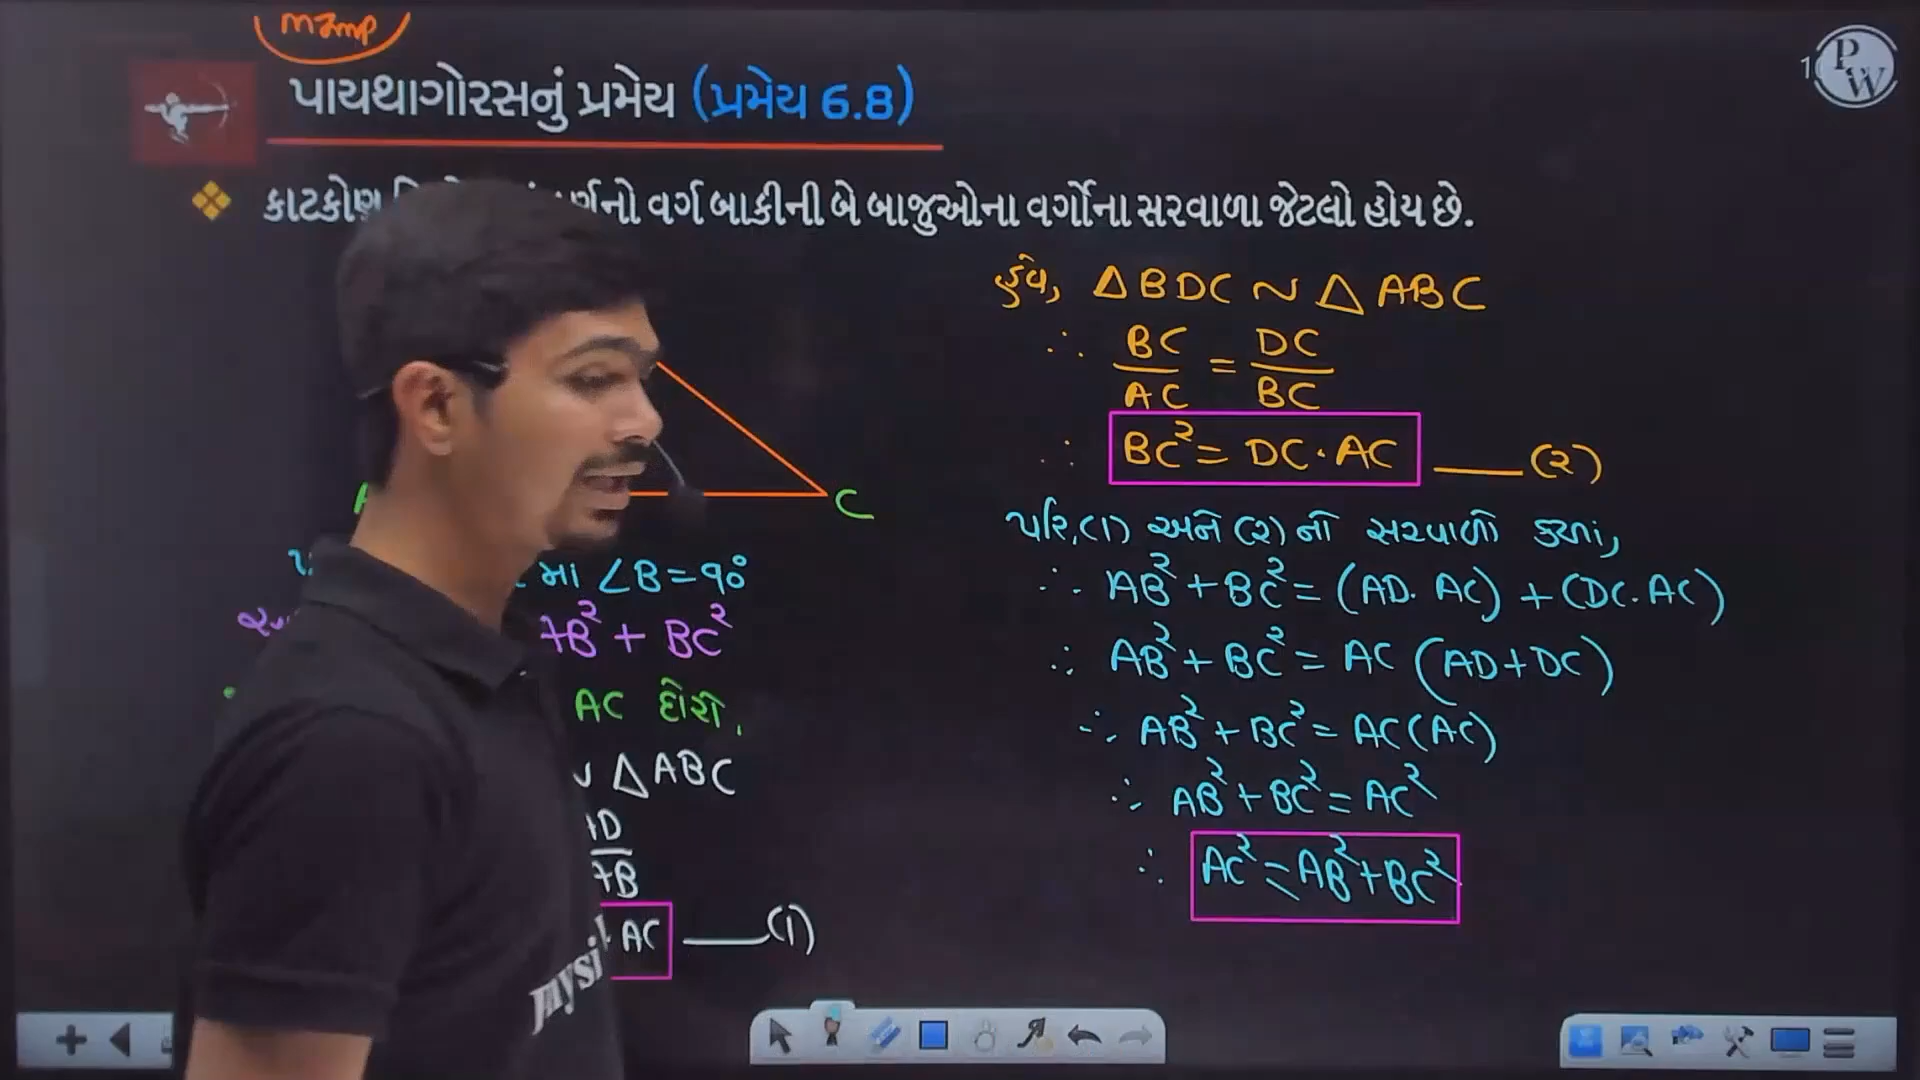 m Imp
પાયથાગોરસનું પ્રમેય (પ્રમેય 6.8)
PW
કાટકોણ વર્ગ બાકીની બે બાજુઓના વર્ગોના સરવાળા જેટલો હોય છે.
C
માં ∠B = 90°
AB² + BC²
AC દોરો.
△ABC
AC ——(1)
હવે, △BDC ~ △ABC
∴ BC/AC = DC/BC
∴ BC² = DC · AC ——(૨)
પરિ.(1) અને (૨) નો સરવાળો કરતાં,
∴ AB² + BC² = (AD · AC) + (DC · AC)
∴ AB² + BC² = AC (AD + DC)
∴ AB² + BC² = AC (AC)
∴ AB² + BC² = AC²
∴ AC² = AB² + BC²